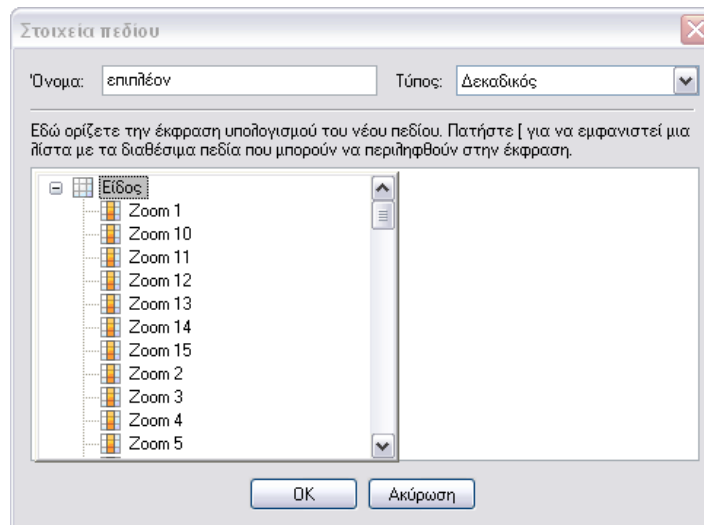 Στοιχεία πεδίου
Όνομα: επιπλέον Τύπος: Δεκαδικός
Εδώ ορίζετε την έκφραση υπολογισμού του νέου πεδίου. Πατήστε [ για να εμφανιστεί μια
λίστα με τα διαθέσιμα πεδία που μπορούν να περιληφθούν στην έκφραση.
Είδος
Zoom 1
Zoom 10
Zoom 11
Zoom 12
Zoom 13
Zoom 14
Zoom 15
Zoom 2
Zoom 3
Zoom 4
Zoom 5
OK Ακύρωση